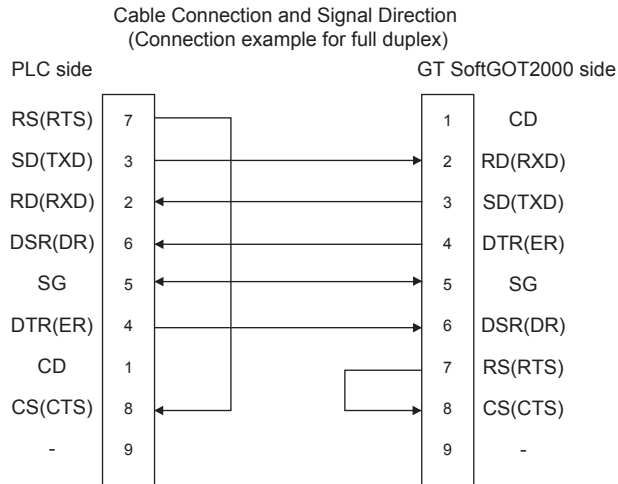 Cable Connection and Signal Direction
(Connection example for full duplex)
PLC side GT SoftGOT2000 side
RS(RTS) 7 1 CD
SD(TXD) 3 2 RD(RXD)
RD(RXD) 2 3 SD(TXD)
DSR(DR) 6 4 DTR(ER)
SG 5 5 SG
DTR(ER) 4 6 DSR(DR)
CD 1 7 RS(RTS)
CS(CTS) 8 8 CS(CTS)
- 9 9 -